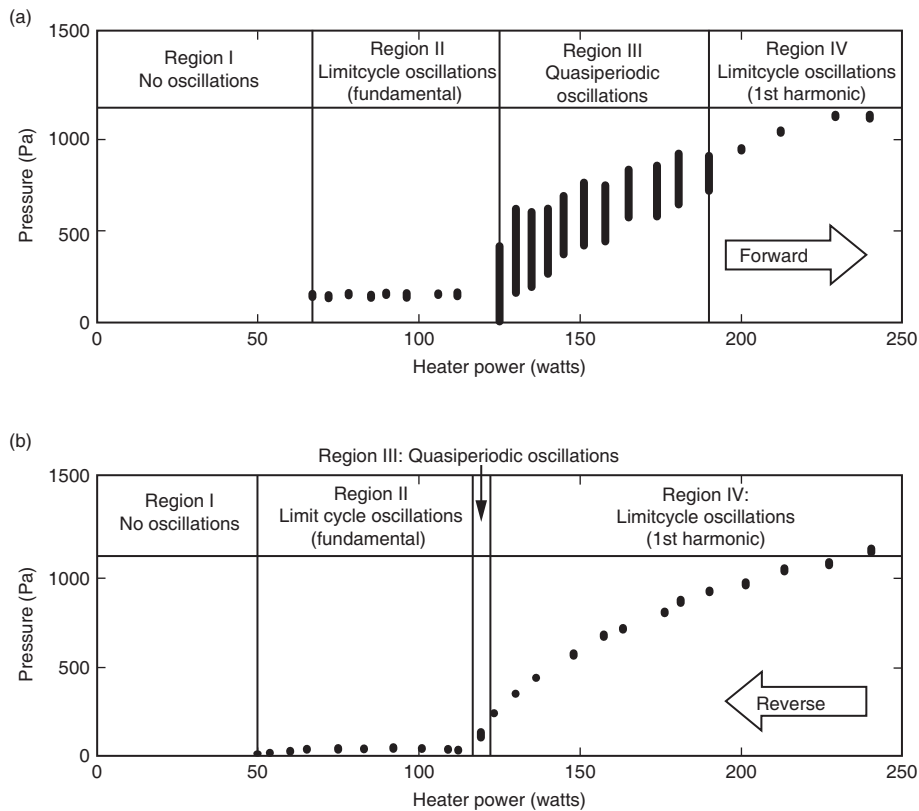 (a)
1500
Region I
No oscillations
Region II
Limitcycle oscillations
(fundamental)
Region III
Quasiperiodic
oscillations
Region IV
Limitcycle oscillations
(1st harmonic)
1000
500
0
Pressure (Pa)
Forward
0
50
100
150
200
250
Heater power (watts)
(b)
Region III: Quasiperiodic oscillations
1500
Region I
No oscillations
Region II
Limit cycle oscillations
(fundamental)
Region IV:
Limitcycle oscillations
(1st harmonic)
1000
500
0
Pressure (Pa)
Reverse
0
50
100
150
200
250
Heater power (watts)